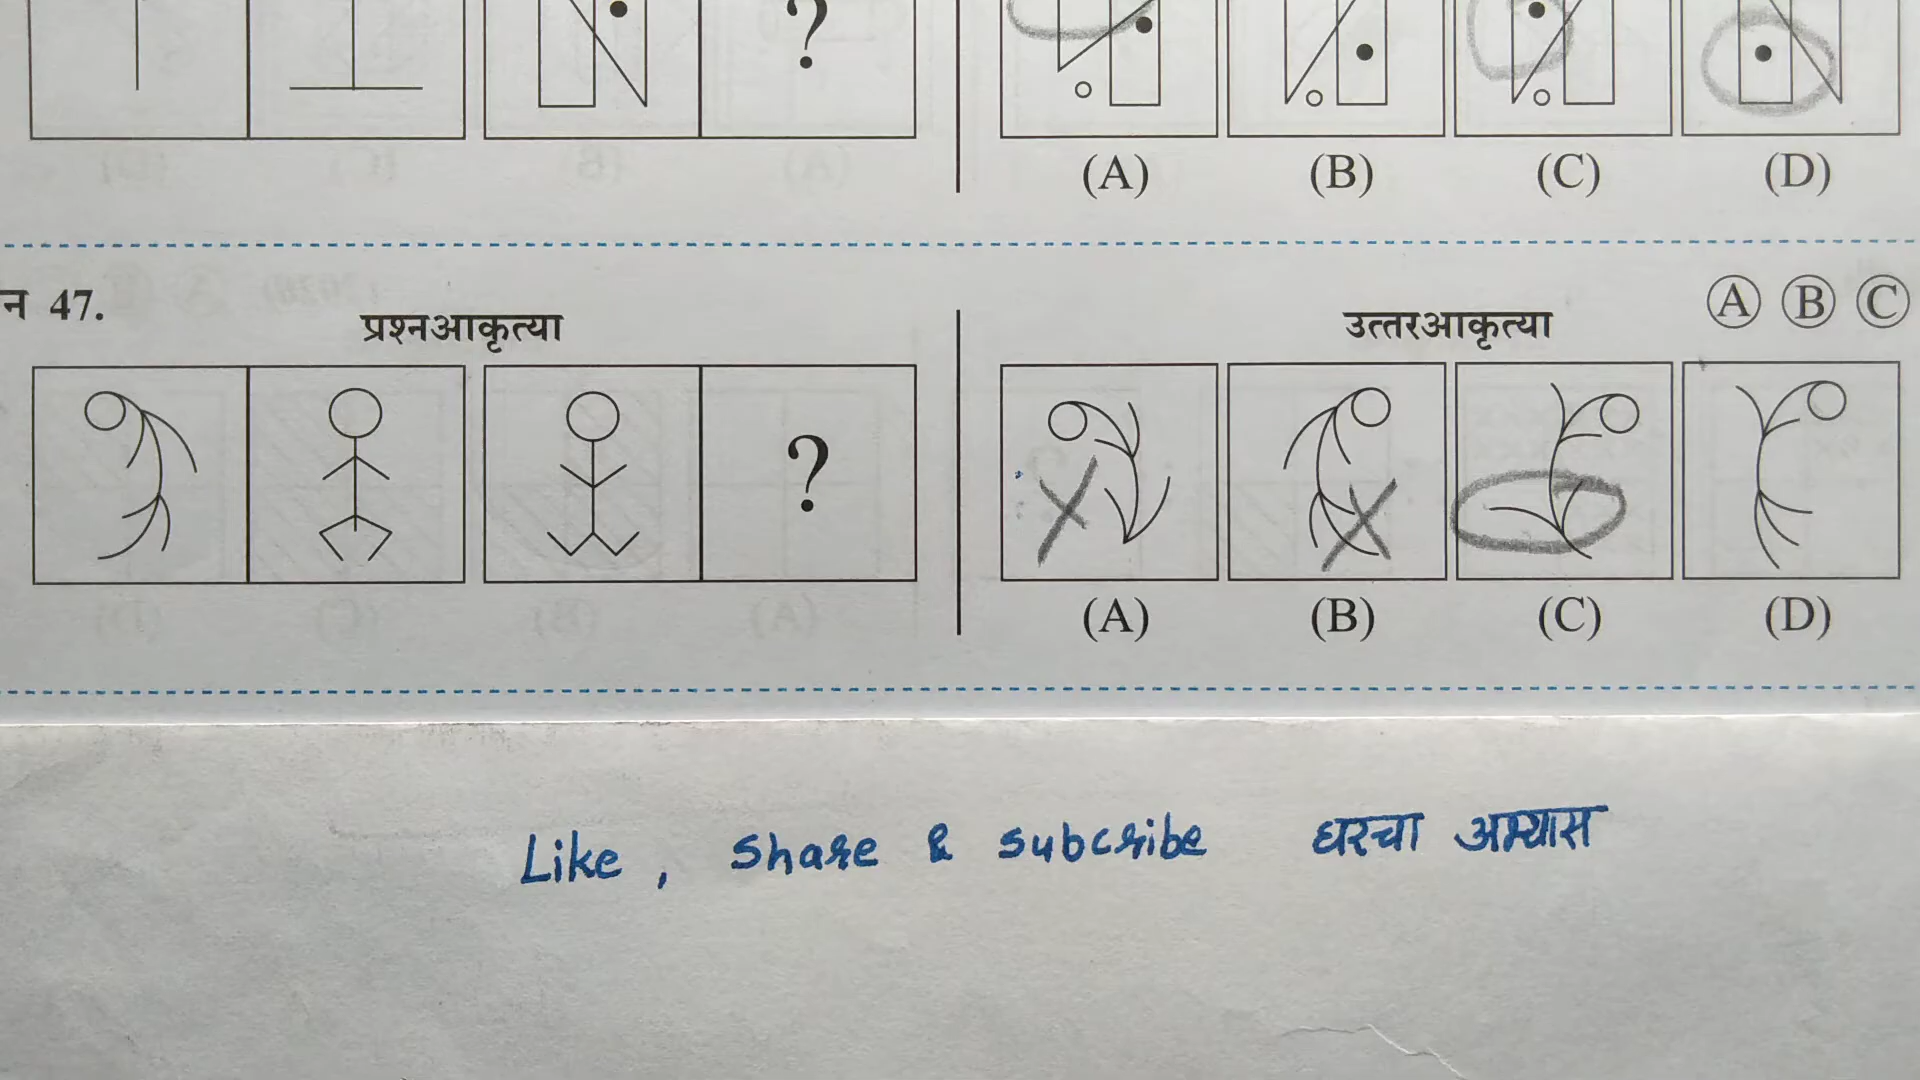 ?
(A) (B) (C) (D)
न 47.
Ⓐ Ⓑ Ⓒ
प्रश्नआकृत्या उत्तरआकृत्या
?
(A) (B) (C) (D)
Like, Share & subcribe घरचा अभ्यास